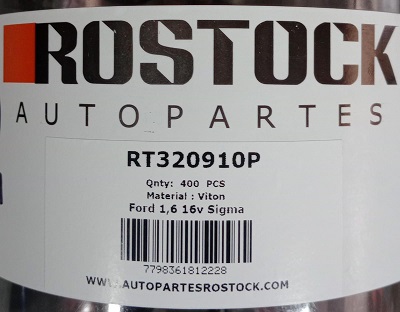 ROSTOCK
AUTOPARTES
RT320910P
Qnty: 400 PCS
Material : Viton
Ford 1,6 16v Sigma
7798361812228
WWW.AUTOPARTESROSTOCK.COM